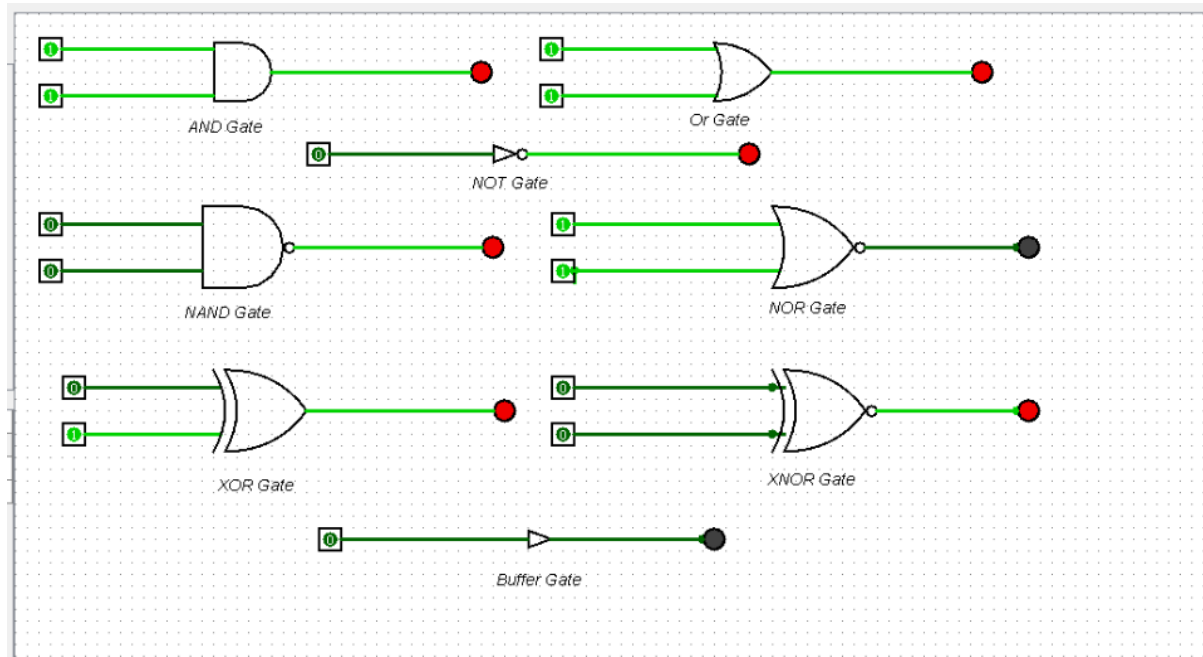 1 1
1 1
AND Gate Or Gate
0
NOT Gate
0 1
0 1
NAND Gate NOR Gate
0 0
1 0
XOR Gate XNOR Gate
0
Buffer Gate